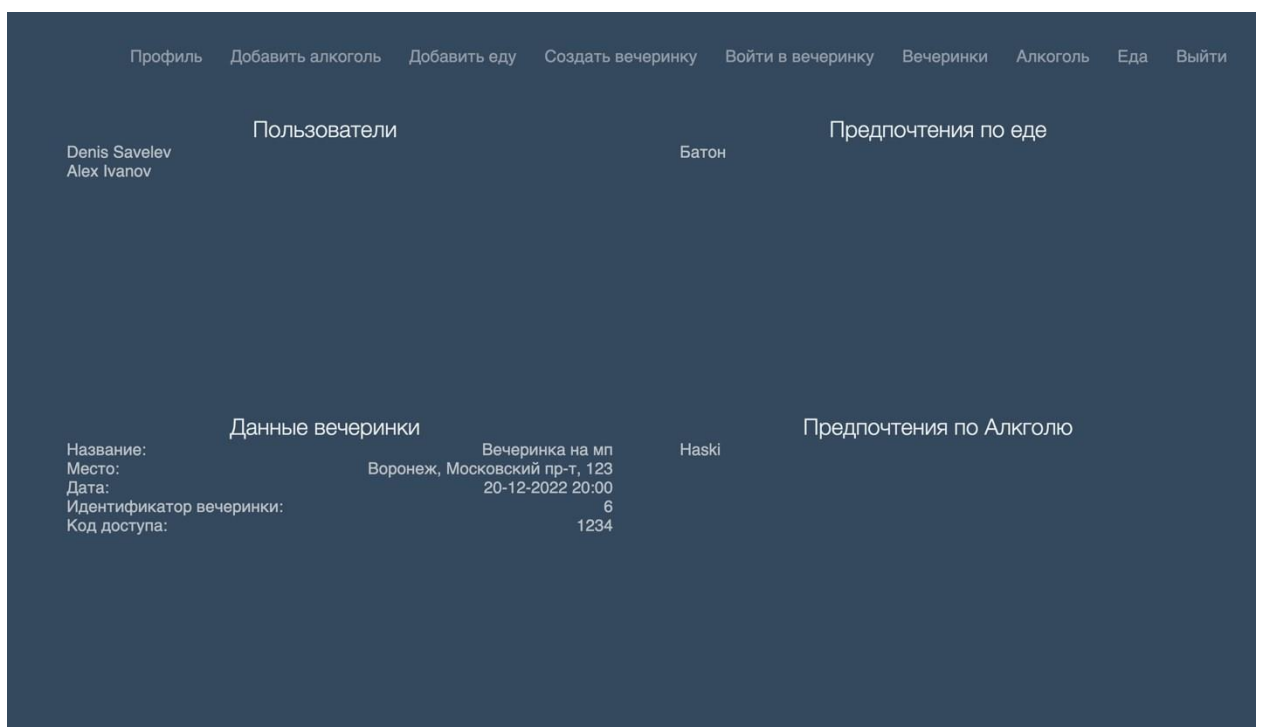 Профиль Добавить алкоголь Добавить еду Создать вечеринку Войти в вечеринку Вечеринки Алкоголь Еда Выйти
Пользователи
Denis Savelev
Alex Ivanov
Предпочтения по еде
Батон
Данные вечеринки
Название: Вечеринка на мп
Место: Воронеж, Московский пр-т, 123
Дата: 20-12-2022 20:00
Идентификатор вечеринки: 6
Код доступа: 1234
Предпочтения по Алкголю
Haski